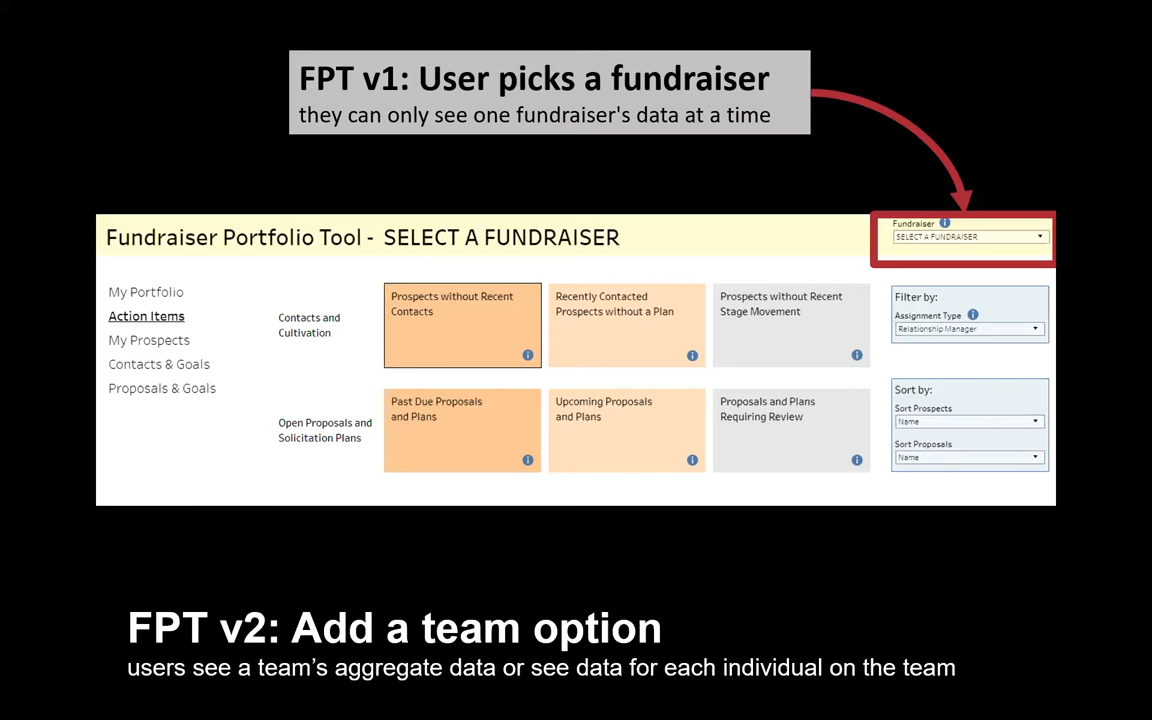 FPT v1: User picks a fundraiser
they can only see one fundraiser's data at a time
Fundraiser Portfolio Tool - SELECT A FUNDRAISER
Fundraiser
SELECT A FUNDRAISER
My Portfolio
Action Items
My Prospects
Contacts & Goals
Proposals & Goals
Contacts and
Cultivation
Prospects without Recent
Contacts
Recently Contacted
Prospects without a Plan
Prospects without Recent
Stage Movement
Open Proposals and
Solicitation Plans
Past Due Proposals
and Plans
Upcoming Proposals
and Plans
Proposals and Plans
Requiring Review
Filter by:
Assignment Type
Relationship Manager
Sort by:
Sort Prospects
Name
Sort Proposals
Name
FPT v2: Add a team option
users see a team’s aggregate data or see data for each individual on the team